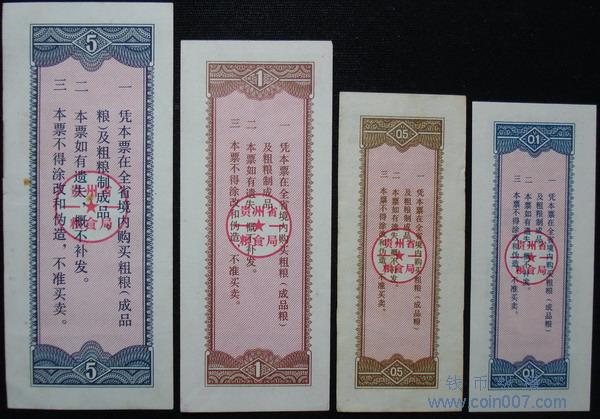 5
一 凭本票在全省境内购买粗粮(成品
粮)及粗粮制成品。
二 本票如有遗失,概不补发。
三 本票不得涂改和伪造,不准买卖。
贵州省
粮食局
5
1
一 凭本票在全省境内购买粗粮(成品粮)
及粗粮制成品。
二 本票如有遗失,概不补发。
三 本票不得涂改和伪造,不准买卖。
贵州省
粮食局
1
05
一 凭本票在全省境内购买粗粮(成品粮)
及粗粮制成品。
二 本票如有遗失,概不补发。
三 本票不得涂改和伪造,不准买卖。
贵州省
粮食局
05
01
一 凭本票在全省境内购买粗粮(成品粮)
及粗粮制成品。
二 本票如有遗失,概不补发。
三 本票不得涂改和伪造,不准买卖。
贵州省
粮食局
01
钱币
www.coin007.com